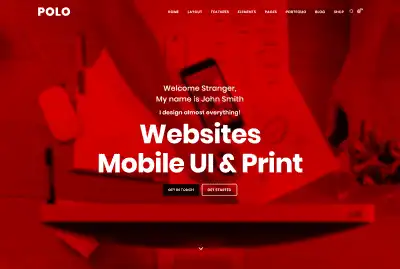 POLO
HOME LAYOUT FEATURES ELEMENTS PAGES PORTFOLIO BLOG SHOP
Welcome Stranger,
My name is John Smith
I design almost everything!
Websites
Mobile UI & Print
GET IN TOUCH! GET STARTED